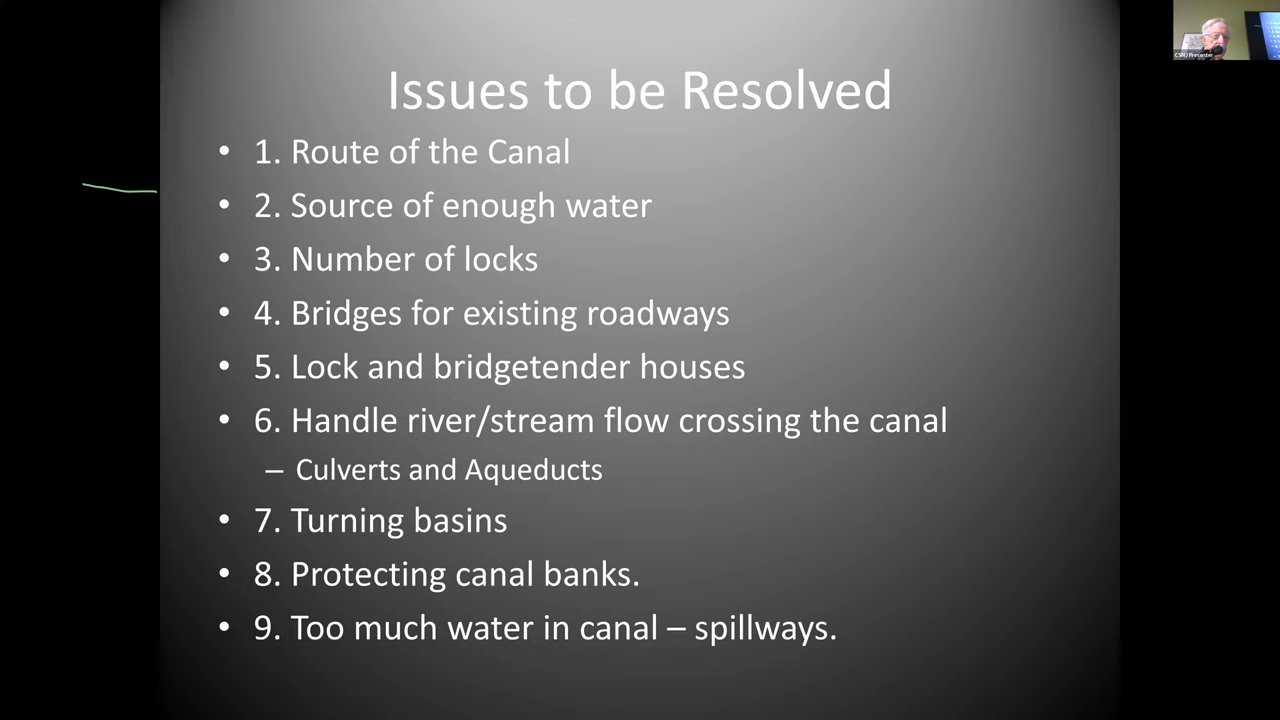 Issues to be Resolved
• 1. Route of the Canal
• 2. Source of enough water
• 3. Number of locks
• 4. Bridges for existing roadways
• 5. Lock and bridgetender houses
• 6. Handle river/stream flow crossing the canal
– Culverts and Aqueducts
• 7. Turning basins
• 8. Protecting canal banks.
• 9. Too much water in canal – spillways.
CSNJ Presenter